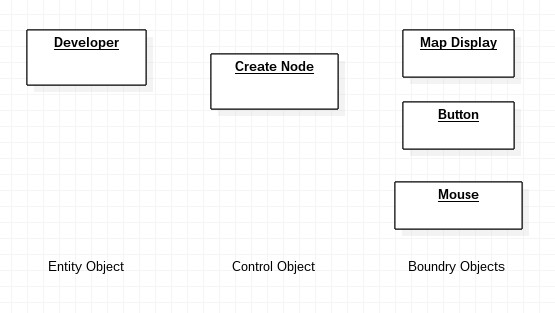 Developer
Create Node
Map Display
Button
Mouse
Entity Object
Control Object
Boundry Objects